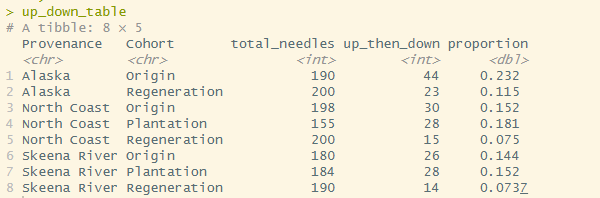 > up_down_table
# A tibble: 8 × 5
Provenance Cohort total_needles up_then_down proportion
<chr> <chr> <int> <int> <dbl>
1 Alaska Origin 190 44 0.232
2 Alaska Regeneration 200 23 0.115
3 North Coast Origin 198 30 0.152
4 North Coast Plantation 155 28 0.181
5 North Coast Regeneration 200 15 0.075
6 Skeena River Origin 180 26 0.144
7 Skeena River Plantation 184 28 0.152
8 Skeena River Regeneration 190 14 0.0737